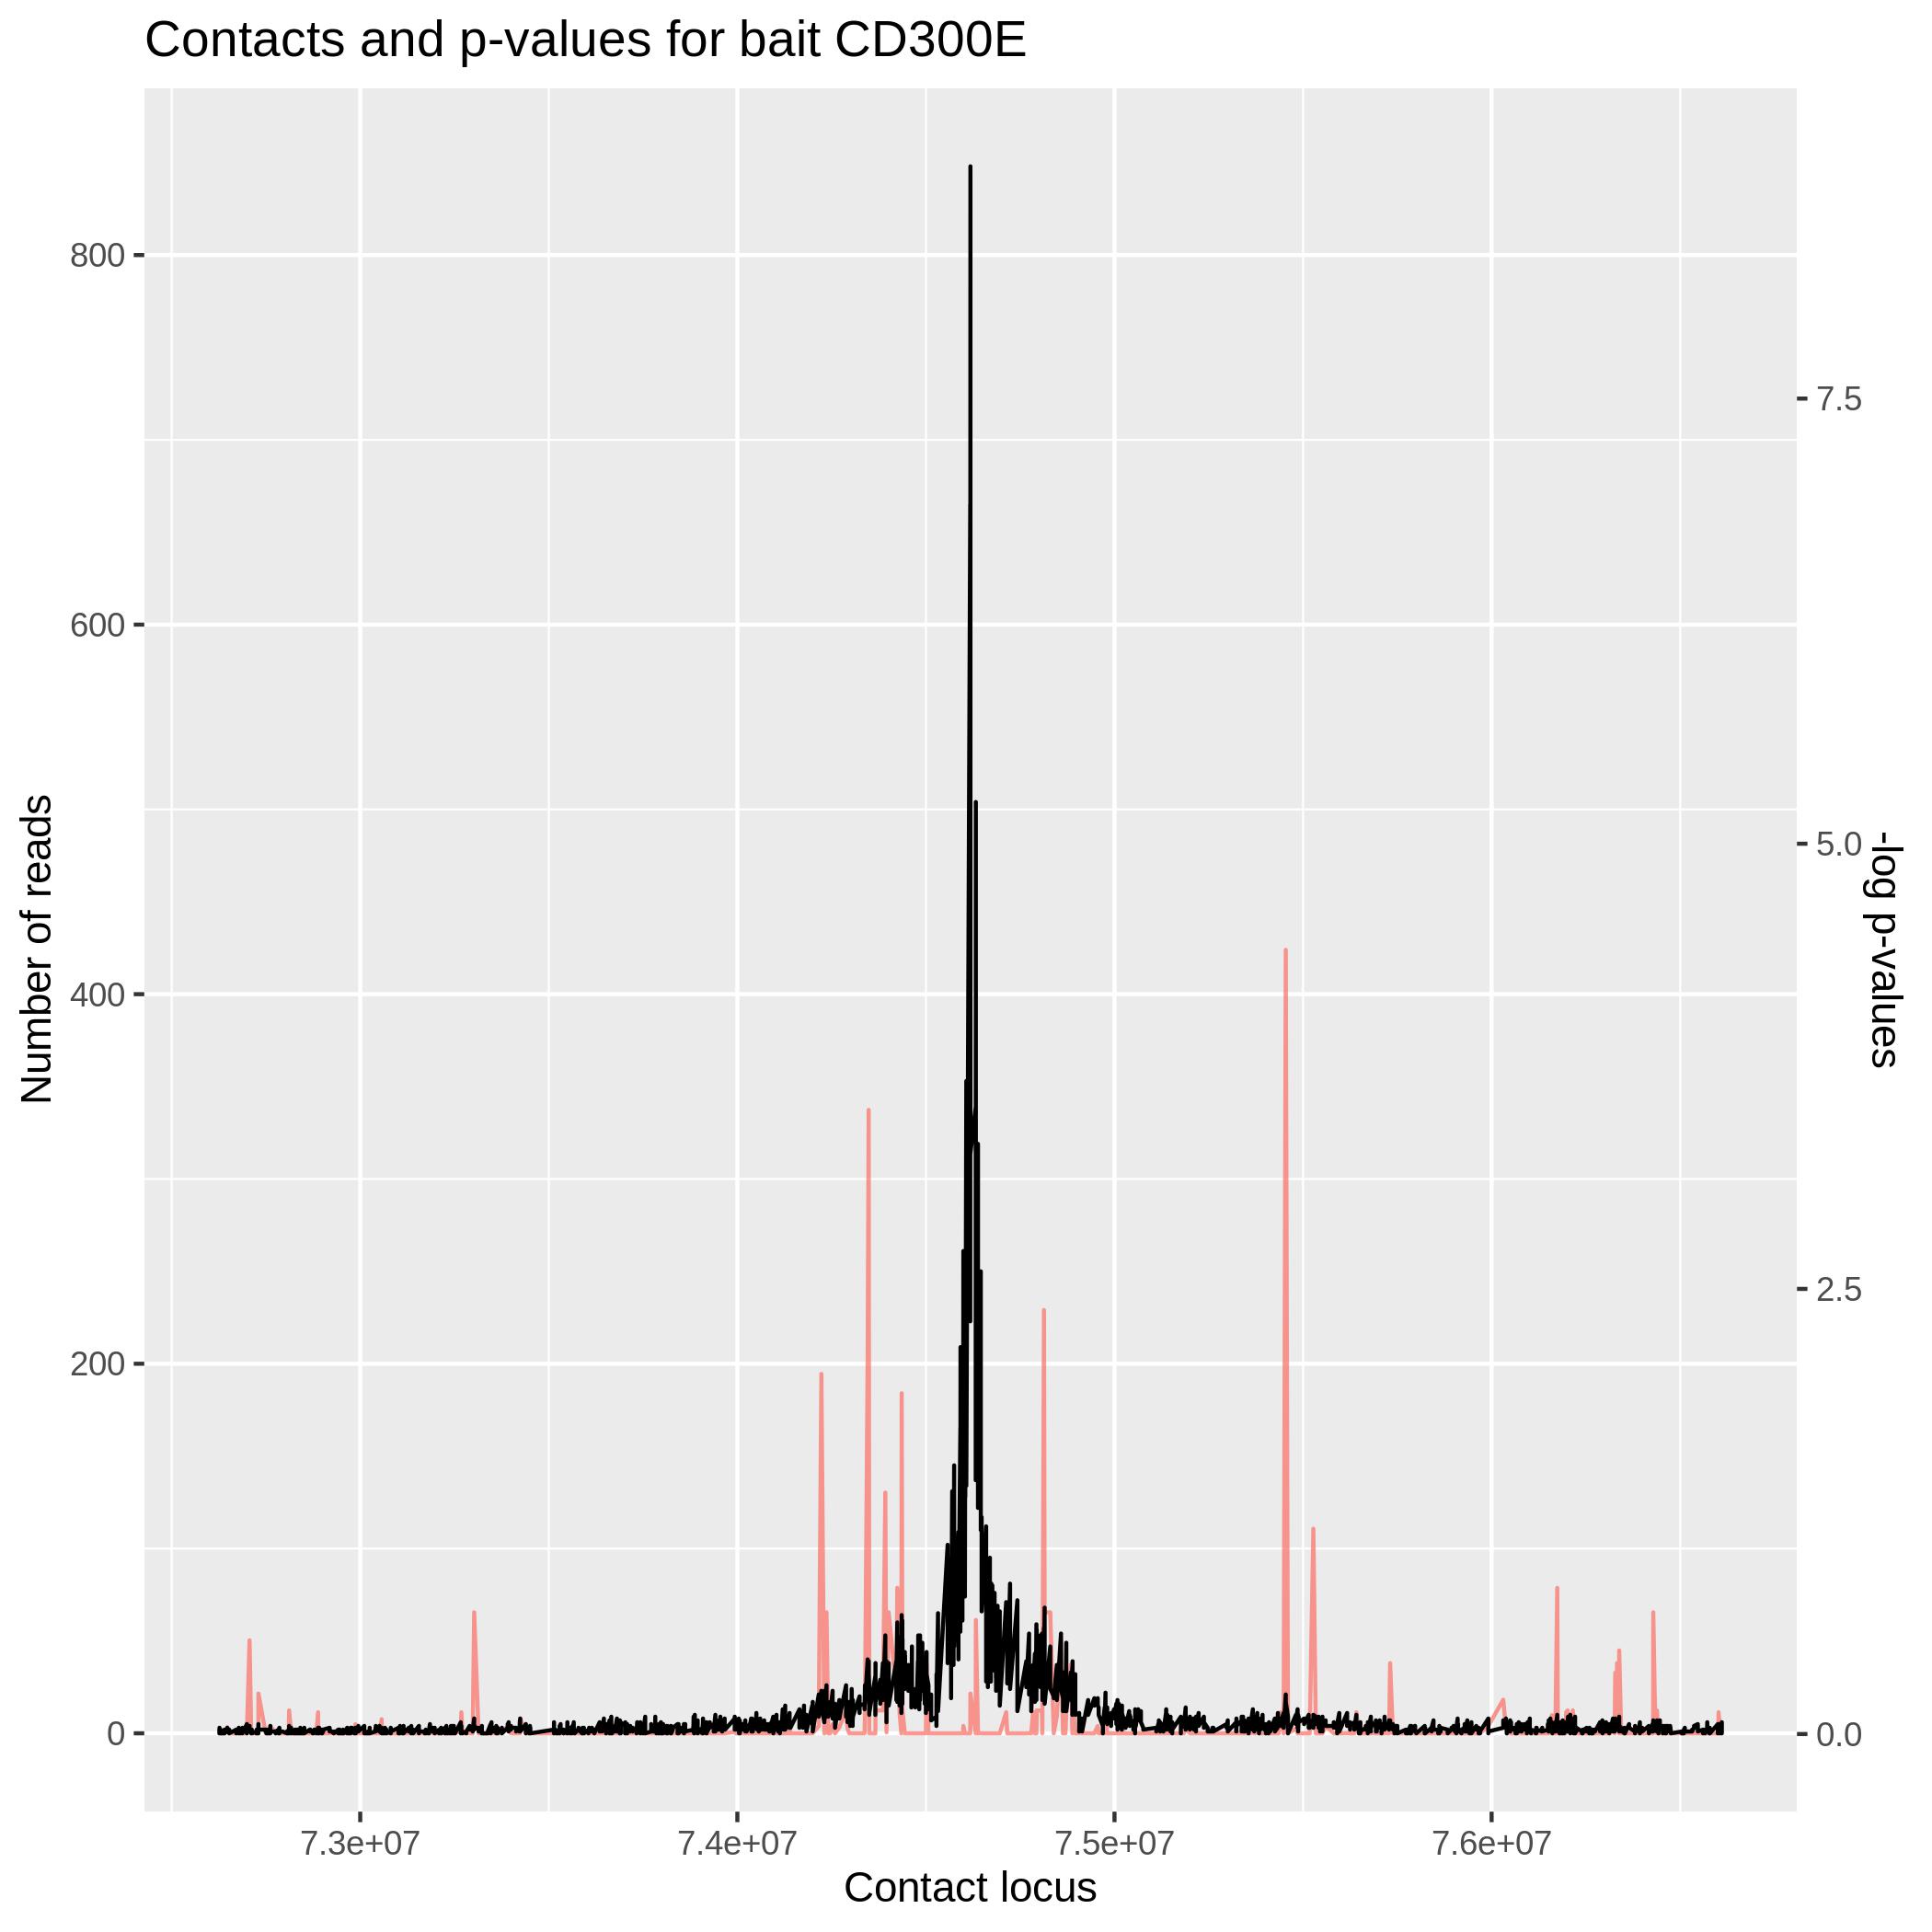 Contacts and p-values for bait CD300E
Number of reads
800
600
400
200
0
7.5
5.0
2.5
0.0
-log p-values
7.3e+07
7.4e+07
7.5e+07
7.6e+07
Contact locus